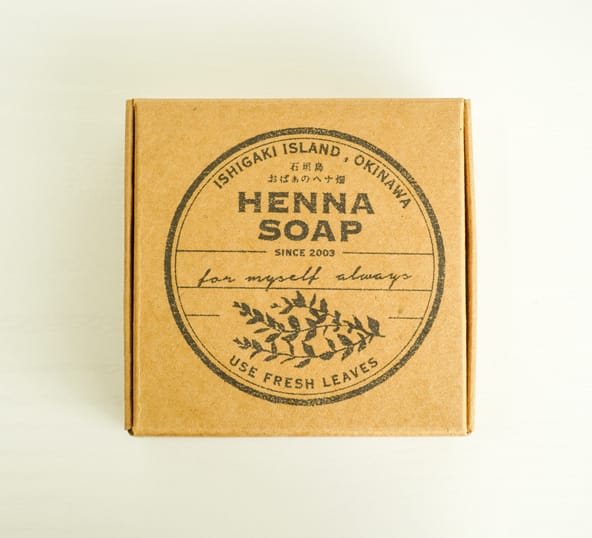 ISHIGAKI ISLAND, OKINAWA
石垣島
おばぁのヘナ畑
HENNA
SOAP
SINCE 2003
for myself always
USE FRESH LEAVES